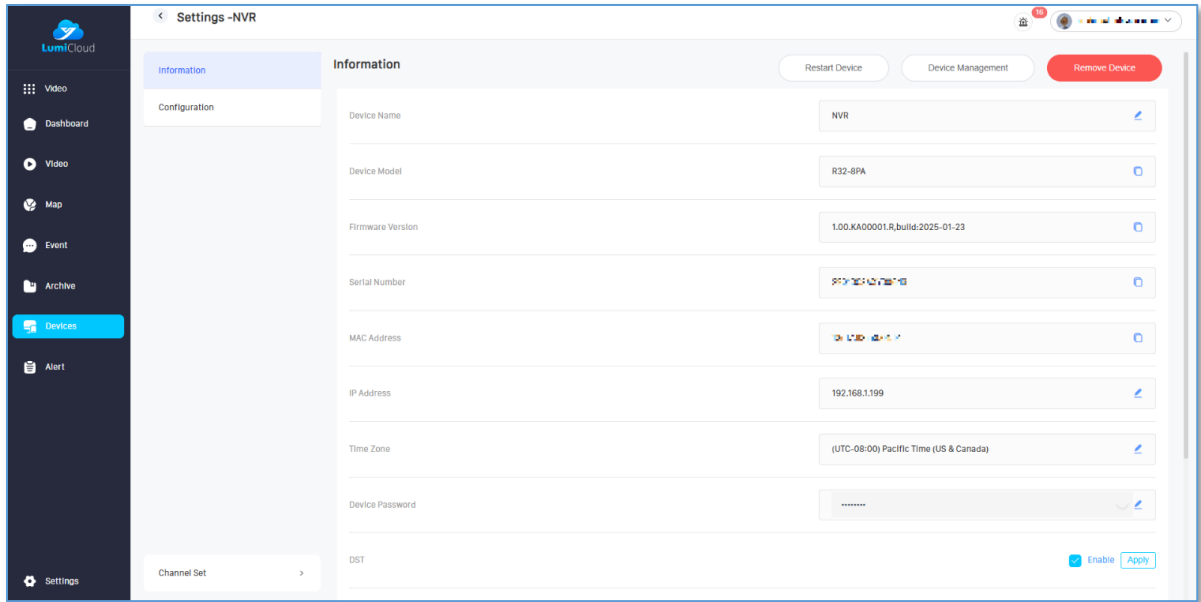 LumiCloud
Video
Dashboard
Video
Map
Event
Archive
Devices
Alert
Settings
Settings -NVR
16
Information
Configuration
Channel Set
Information
Restart Device
Device Management
Remove Device
Device Name
NVR
Device Model
R32-8PA
Firmware Version
1.00.KA00001.R,build:2025-01-23
Serial Number
MAC Address
IP Address
192.168.1.199
Time Zone
(UTC-08:00) Pacific Time (US & Canada)
Device Password
••••••••
DST
Enable
Apply